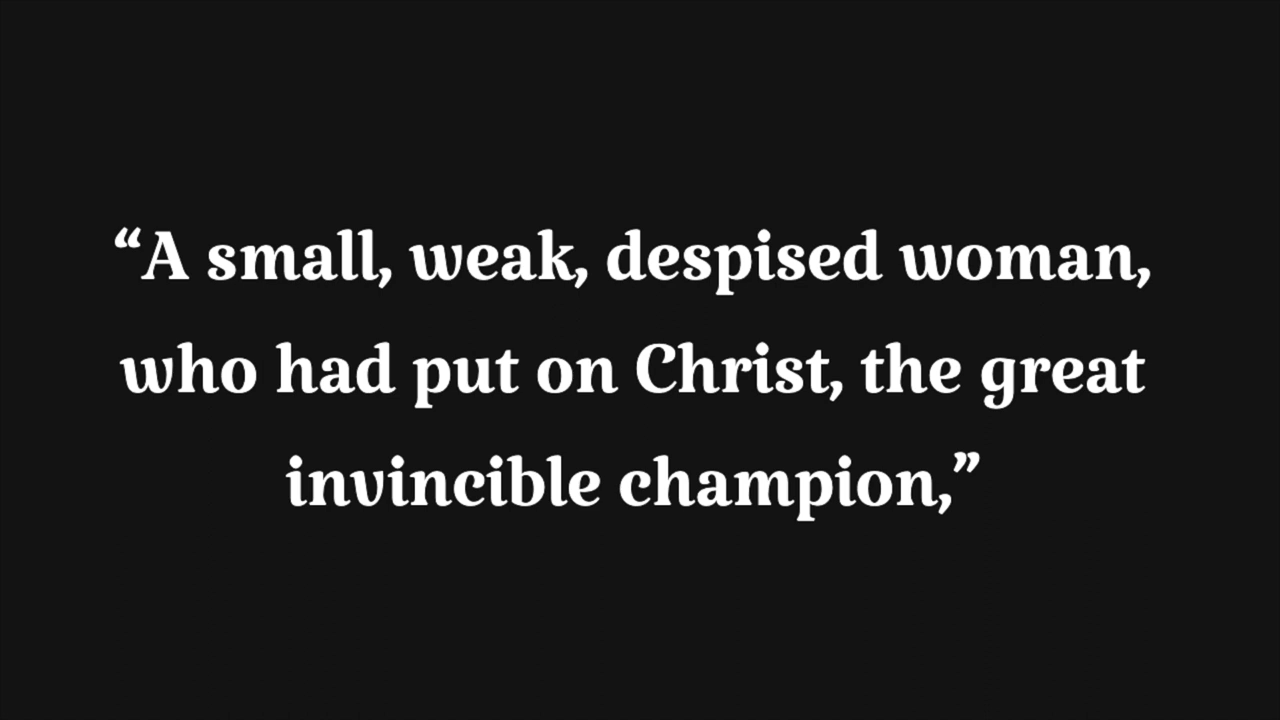 “A small, weak, despised woman,
who had put on Christ, the great
invincible champion,”